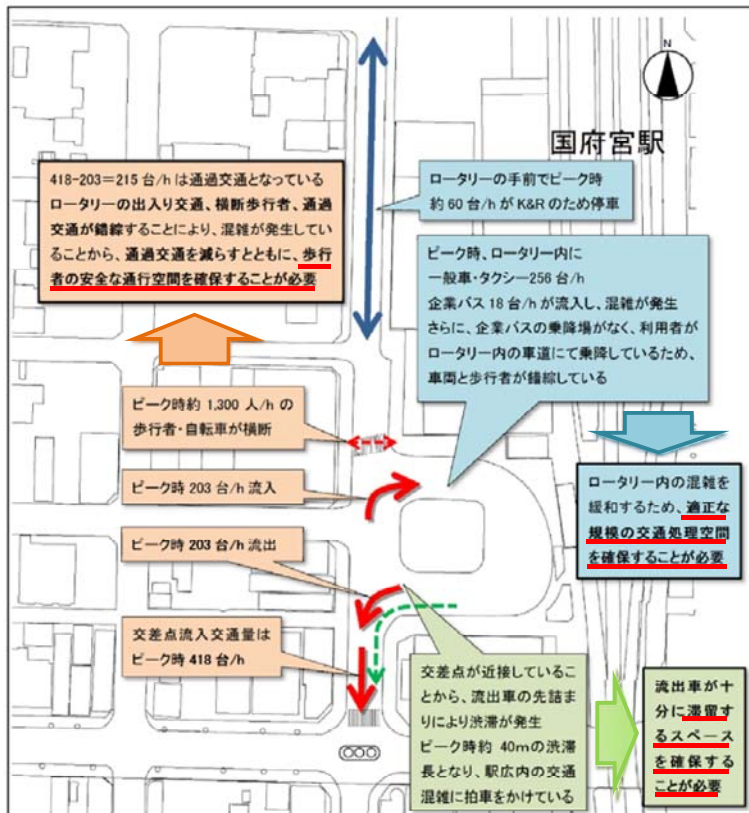 N
国府宮駅
418-203=215 台/h は通過交通となっている
ロータリーの出入り交通、横断歩行者、通過
交通が錯綜することにより、混雑が発生してい
ることから、通過交通を減らすとともに、歩行
者の安全な通行空間を確保することが必要
ロータリーの手前でピーク時
約 60 台/h が K&R のため停車
ピーク時、ロータリー内に
一般車・タクシー256 台/h
企業バス 18 台/h が流入し、混雑が発生
さらに、企業バスの乗降場がなく、利用者が
ロータリー内の車道にて乗降しているため、
車両と歩行者が錯綜している
ピーク時約 1,300 人/h の
歩行者・自転車が横断
ピーク時 203 台/h 流入
ロータリー内の混雑を
緩和するため、適正な
規模の交通処理空間
を確保することが必要
ピーク時 203 台/h 流出
交差点流入交通量は
ピーク時 418 台/h
交差点が近接しているこ
とから、流出車の先詰ま
りにより渋滞が発生
ピーク時約 40mの渋滞
長となり、駅広内の交通
混雑に拍車をかけている
流出車が十
分に滞留す
るスペース
を確保する
ことが必要